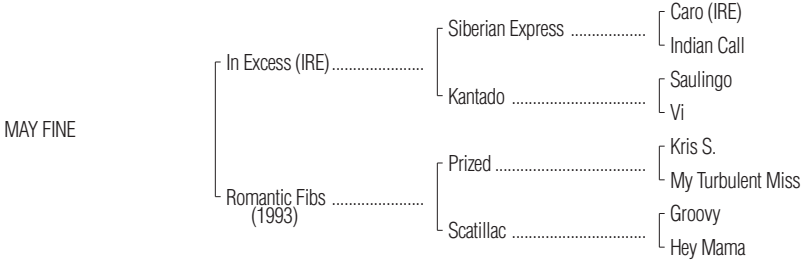 Caro (IRE)
Siberian Express ..................
Indian Call
In Excess (IRE)......................
Saulingo
Kantado ................................
Vi
MAY FINE
Kris S.
Prized ....................................
My Turbulent Miss
Romantic Fibs ......................
(1993)
Groovy
Scatillac ................................
Hey Mama